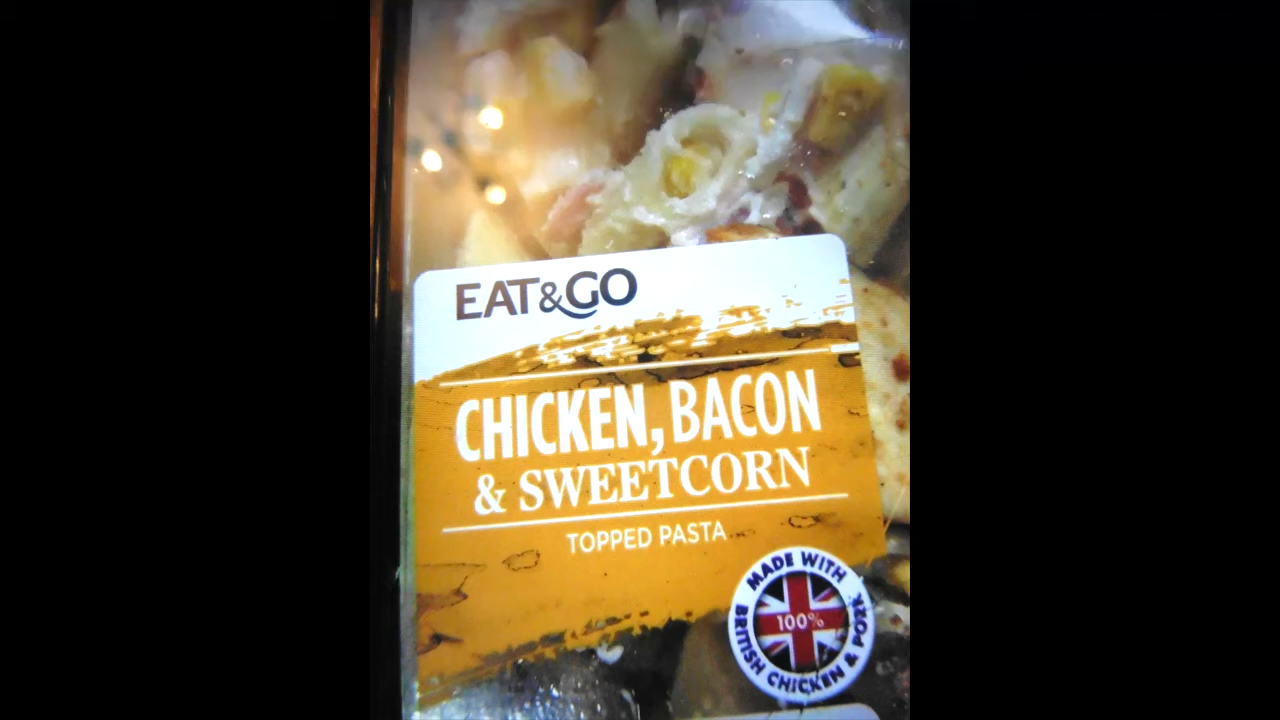 EAT&GO
CHICKEN, BACON
& SWEETCORN
TOPPED PASTA
MADE WITH
100%
BRITISH CHICKEN & PORK